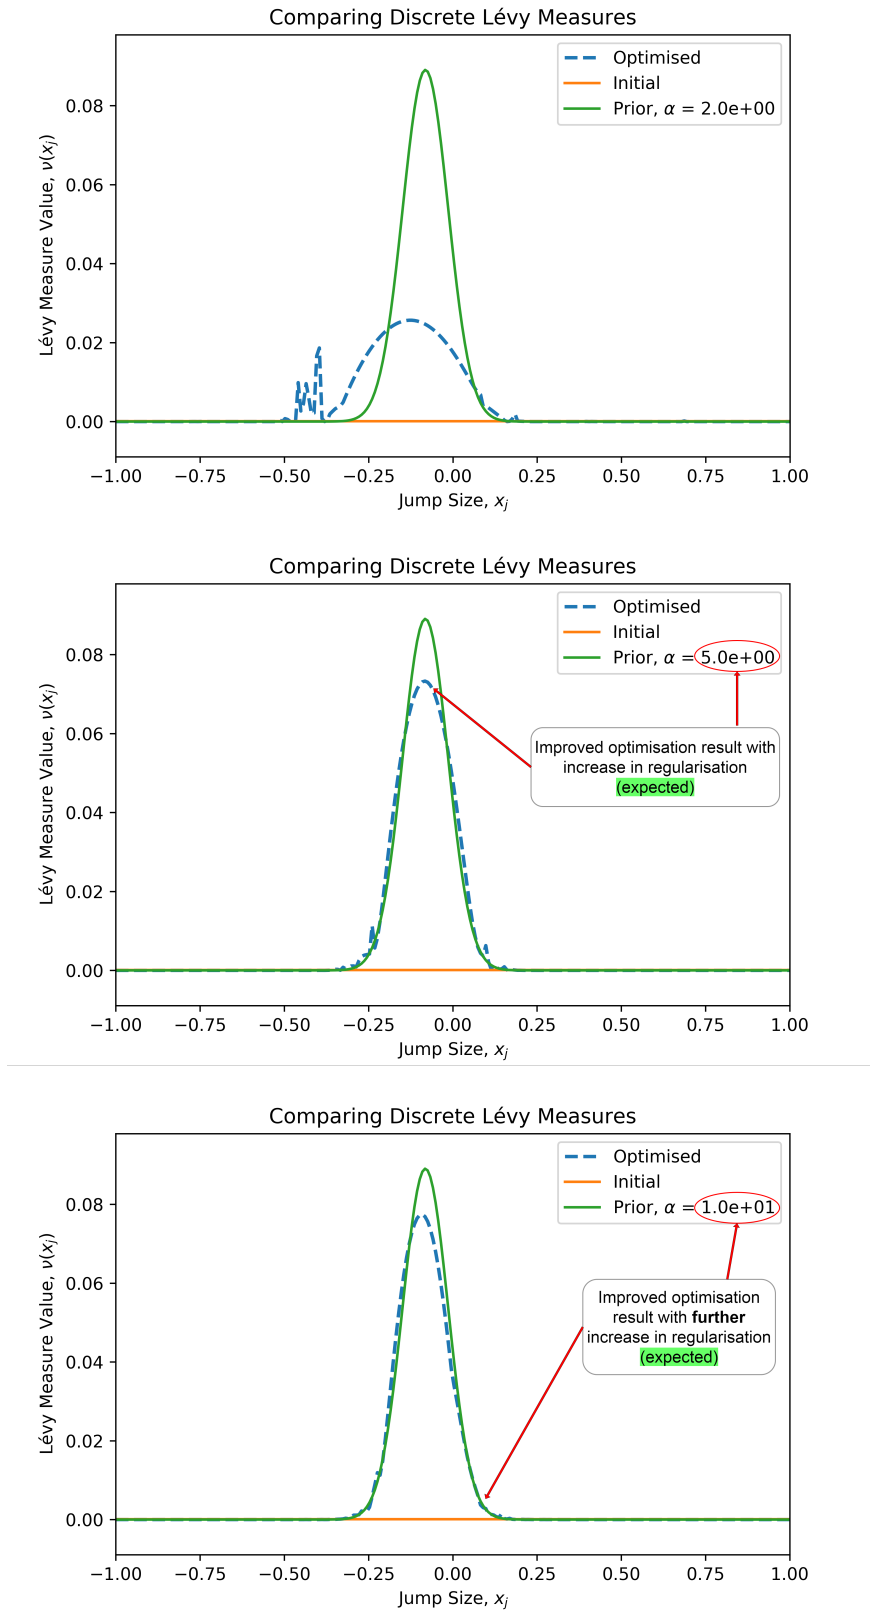 Comparing Discrete Lévy Measures
Optimised
Initial
Prior, α = 2.0e+00
0.08
0.06
0.04
0.02
0.00
Lévy Measure Value, ν(xⱼ)
−1.00 −0.75 −0.50 −0.25 0.00 0.25 0.50 0.75 1.00
Jump Size, xⱼ
Comparing Discrete Lévy Measures
Optimised
Initial
Prior, α = 5.0e+00
Improved optimisation result with
increase in regularisation
(expected)
0.08
0.06
0.04
0.02
0.00
Lévy Measure Value, ν(xⱼ)
−1.00 −0.75 −0.50 −0.25 0.00 0.25 0.50 0.75 1.00
Jump Size, xⱼ
Comparing Discrete Lévy Measures
Optimised
Initial
Prior, α = 1.0e+01
Improved optimisation
result with further
increase in regularisation
(expected)
0.08
0.06
0.04
0.02
0.00
Lévy Measure Value, ν(xⱼ)
−1.00 −0.75 −0.50 −0.25 0.00 0.25 0.50 0.75 1.00
Jump Size, xⱼ